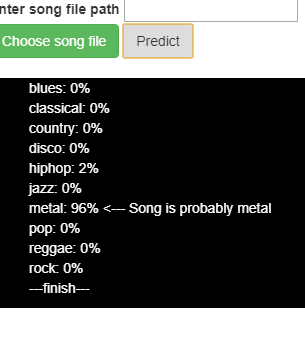 nter song file path
Choose song file
Predict
blues: 0%
classical: 0%
country: 0%
disco: 0%
hiphop: 2%
jazz: 0%
metal: 96% <--- Song is probably metal
pop: 0%
reggae: 0%
rock: 0%
---finish---